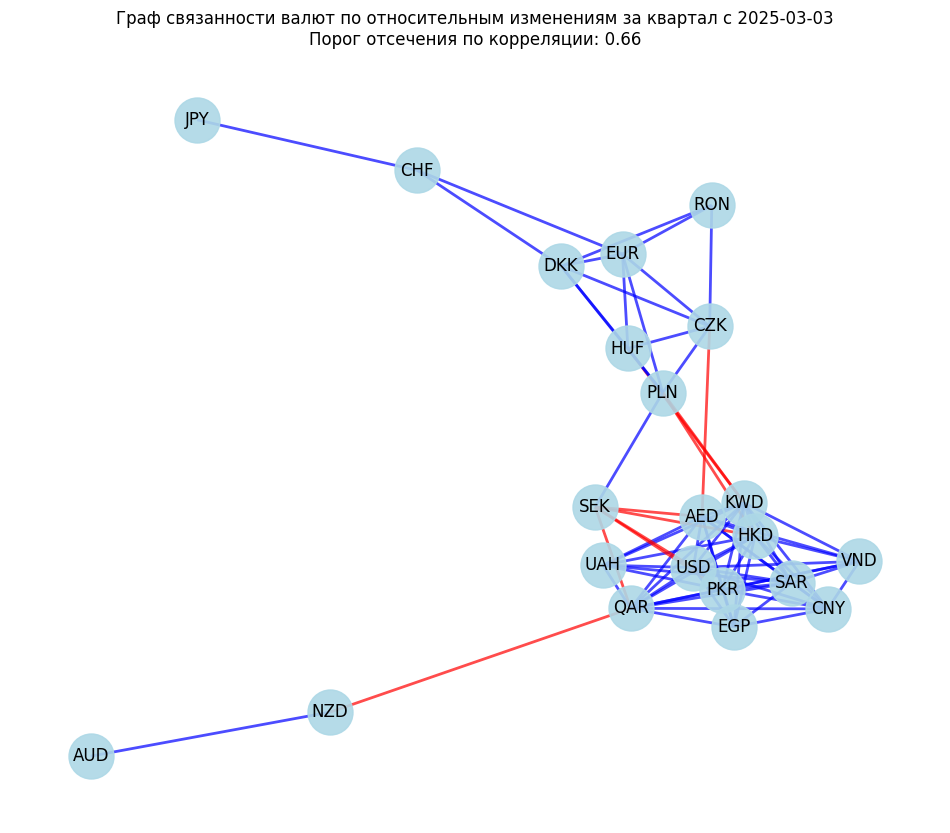 Граф связанности валют по относительным изменениям за квартал с 2025-03-03
Порог отсечения по корреляции: 0.66
JPY
CHF
RON
EUR
DKK
CZK
HUF
PLN
KWD
SEK
AED
HKD
VND
UAH
USD
SAR
PKR
QAR
CNY
EGP
NZD
AUD